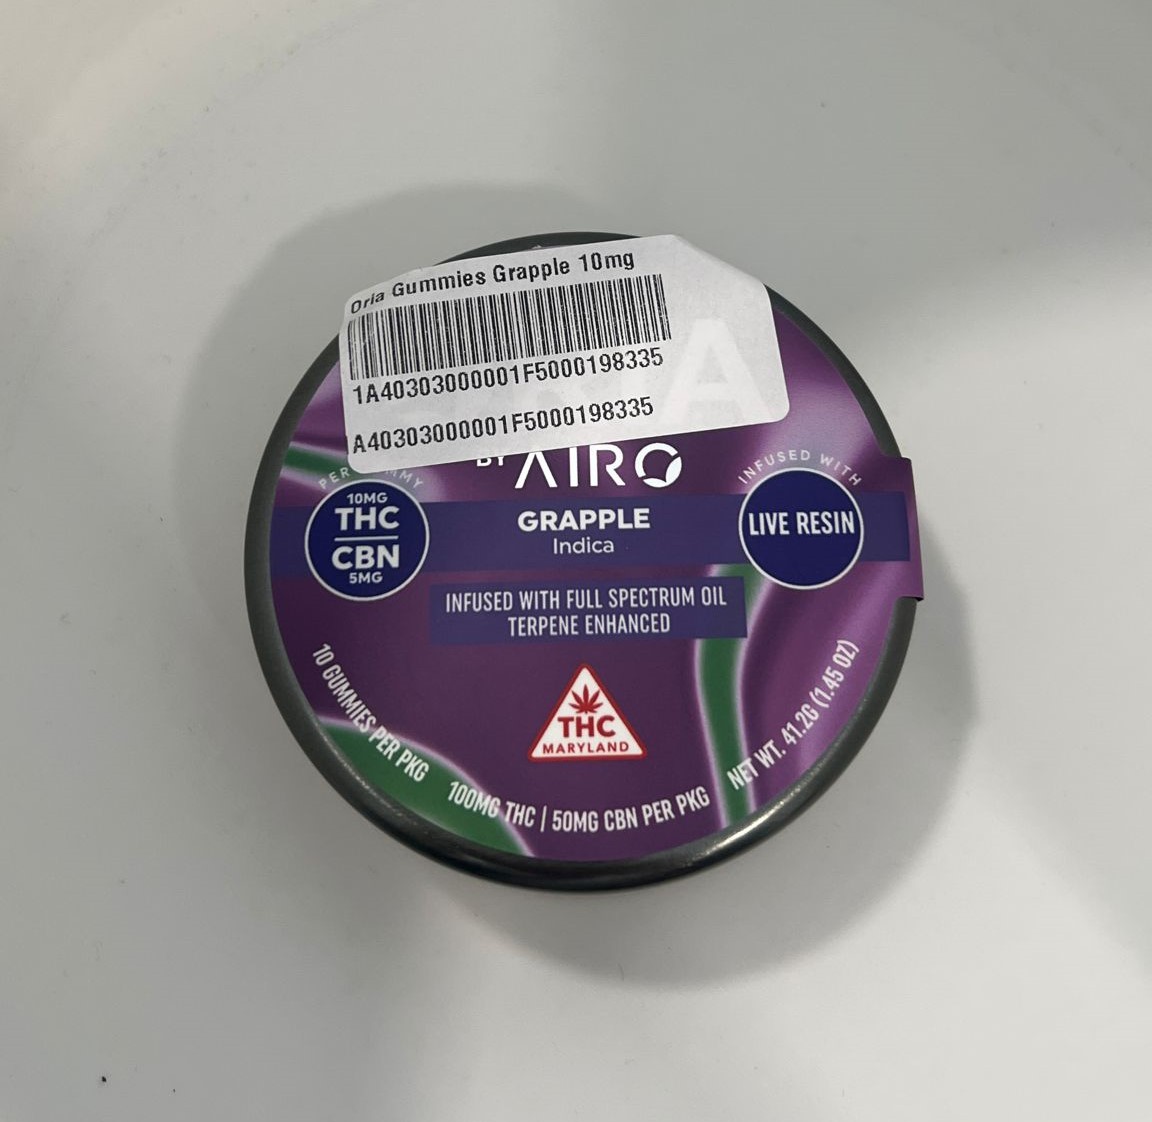 Oria Gummies Grapple 10mg
1A40303000001F5000198335
A40303000001F5000198335
BY AIRO
PER GUMMY
10MG
THC
CBN
5MG
GRAPPLE
Indica
INFUSED WITH
LIVE RESIN
INFUSED WITH FULL SPECTRUM OIL
TERPENE ENHANCED
THC
MARYLAND
10 GUMMIES PER PKG
100MG THC | 50MG CBN PER PKG
NET WT. 41.2G (1.45 OZ)